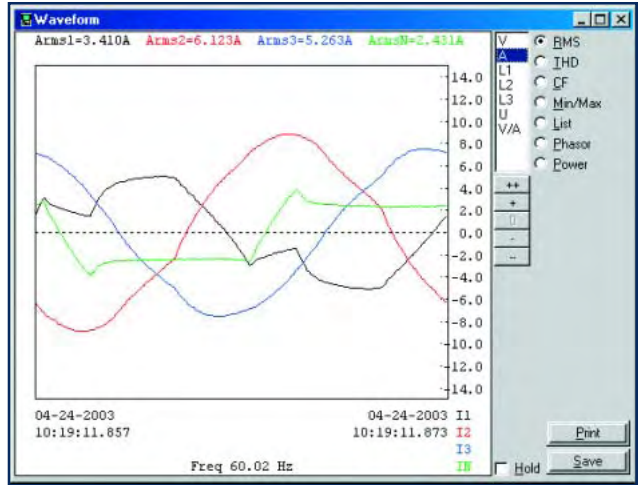 Waveform
Arms1=3.410A Arms2=6.123A Arms3=5.263A ArmsN=2.431A
14.0
12.0
10.0
8.0
6.0
4.0
2.0
0.0
-2.0
-4.0
-6.0
-8.0
10.0
12.0
14.0
04-24-2003 04-24-2003 I1
10:19:11.857 10:19:11.873 I2
I3
Freq 60.02 Hz IN
V
A
L1
L2
L3
U
V/A
++
+
0
-
--
RMS
THD
CF
Min/Max
List
Phasor
Power
Print
Hold
Save